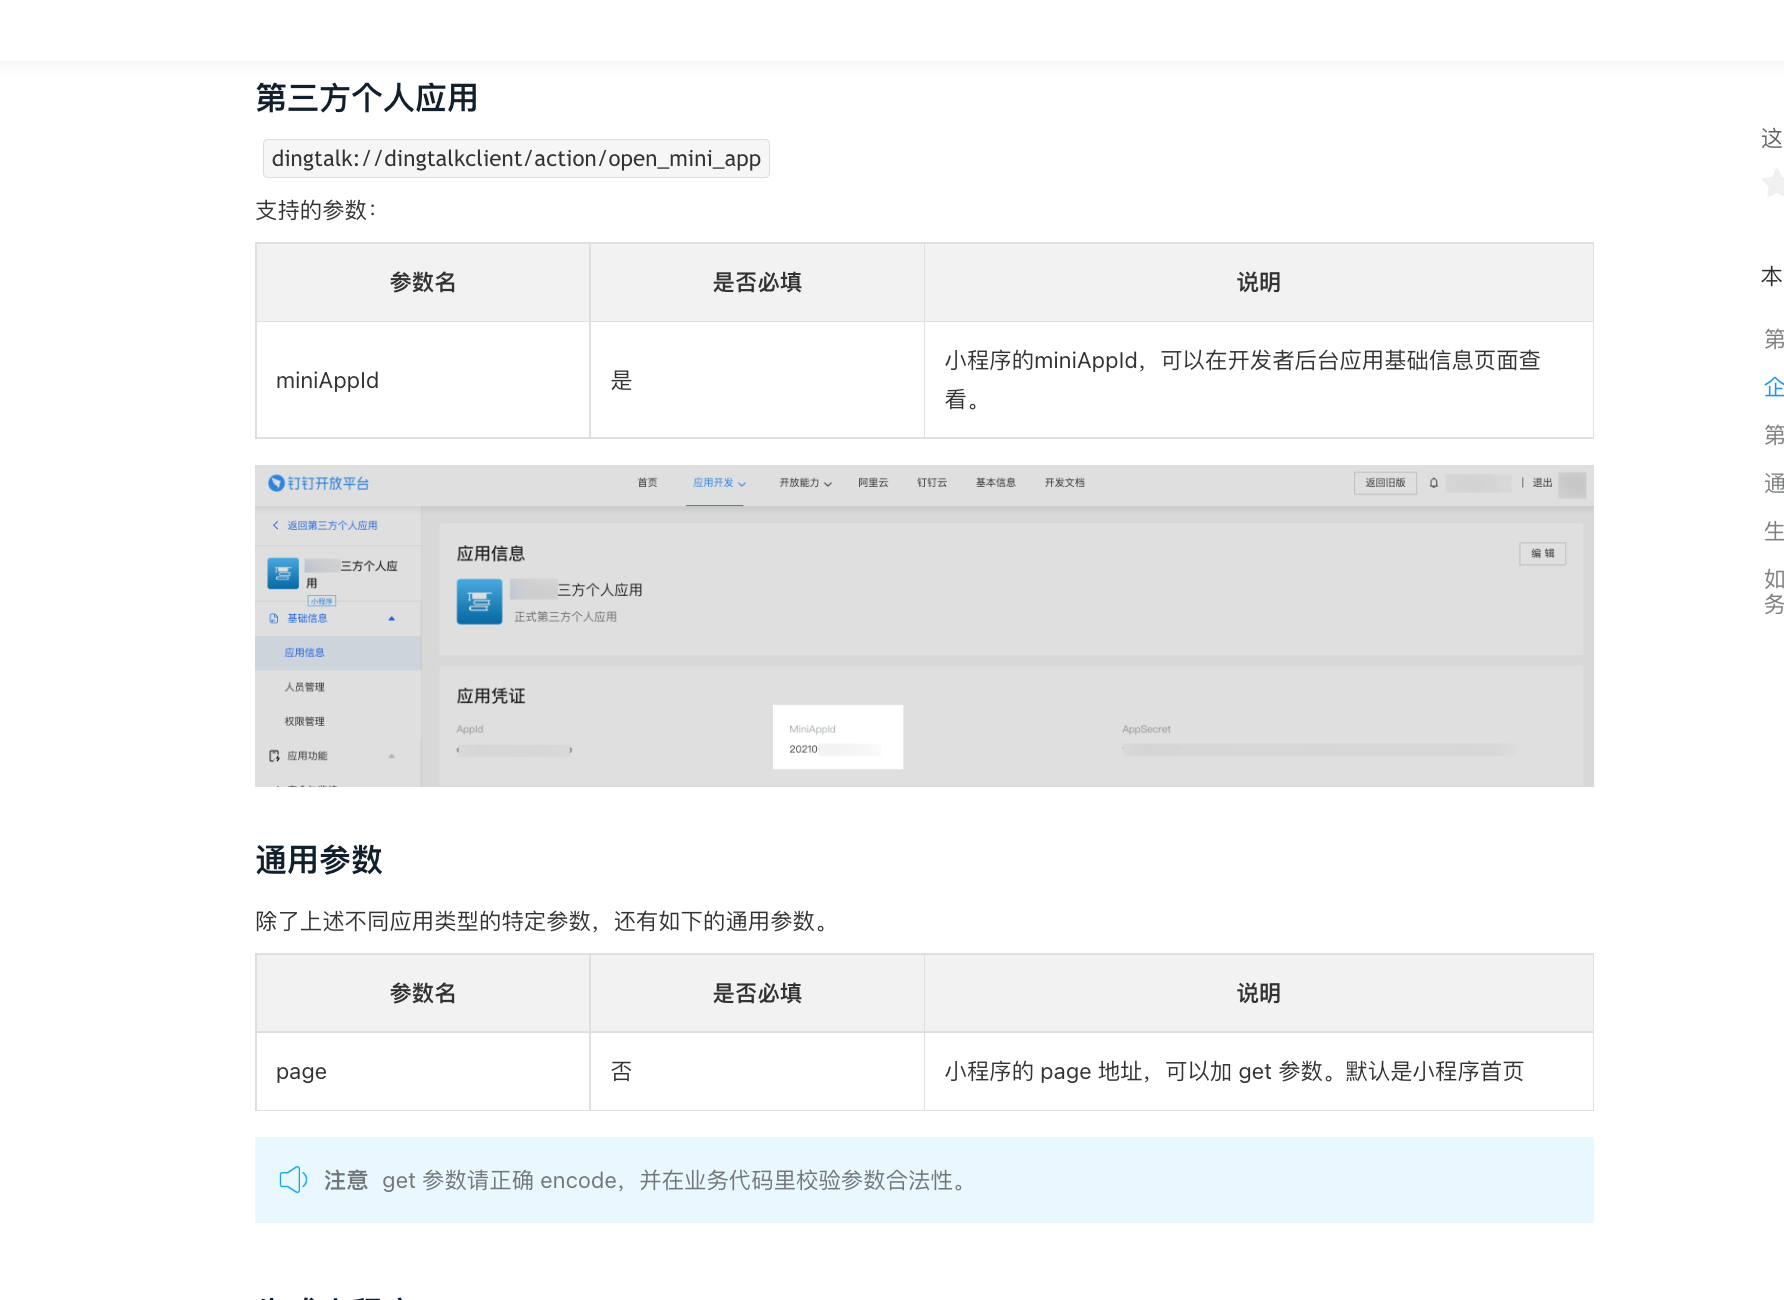 第三方个人应用
dingtalk://dingtalkclient/action/open_mini_app
支持的参数：
参数名 是否必填 说明
miniAppId 是 小程序的miniAppId，可以在开发者后台应用基础信息页面查
看。
钉钉开放平台 首页 应用开发 开放能力 阿里云 钉钉云 基本信息 开发文档 返回旧版 | 退出
返回第三方个人应用
三方个人应
用
小程序
基础信息
应用信息
人员管理
权限管理
应用功能
应用信息
编 辑
三方个人应用
正式第三方个人应用
应用凭证
AppId MiniAppId AppSecret
20210
通用参数
除了上述不同应用类型的特定参数，还有如下的通用参数。
参数名 是否必填 说明
page 否 小程序的 page 地址，可以加 get 参数。默认是小程序首页
注意 get 参数请正确 encode，并在业务代码里校验参数合法性。
这
本
第
企
第
通
生
如
务